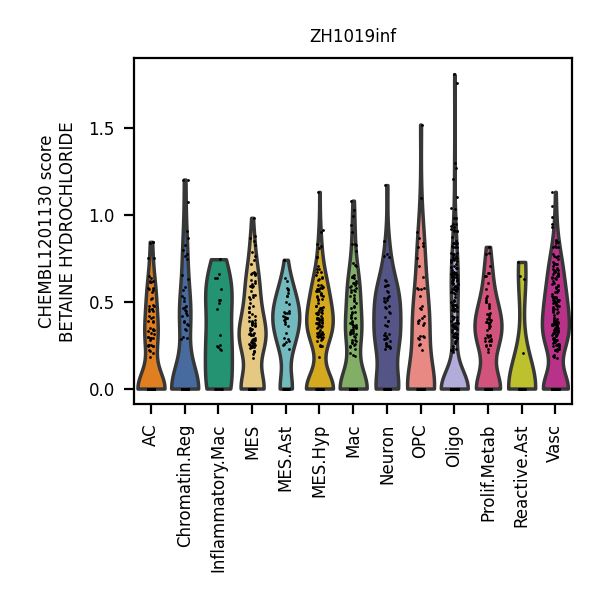 ZH1019inf
CHEMBL1201130 score
BETAINE HYDROCHLORIDE
1.5
1.0
0.5
0.0
AC
Chromatin.Reg
Inflammatory.Mac
MES
MES.Ast
MES.Hyp
Mac
Neuron
OPC
Oligo
Prolif.Metab
Reactive.Ast
Vasc